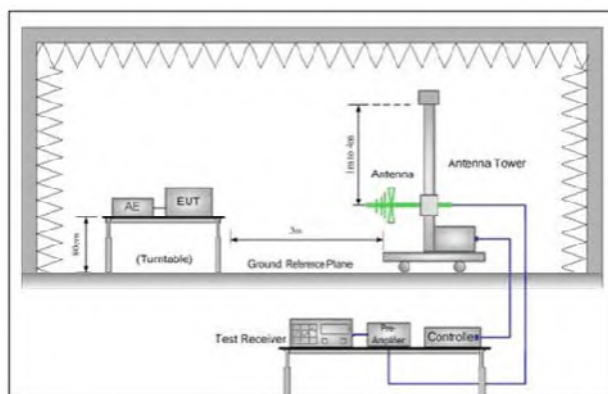 1m to 4m
Antenna Tower
Antenna
AE
EUT
80cm
(Turntable)
3m
Ground Reference Plane
Test Receiver
Pre-
Amplifier
Controller